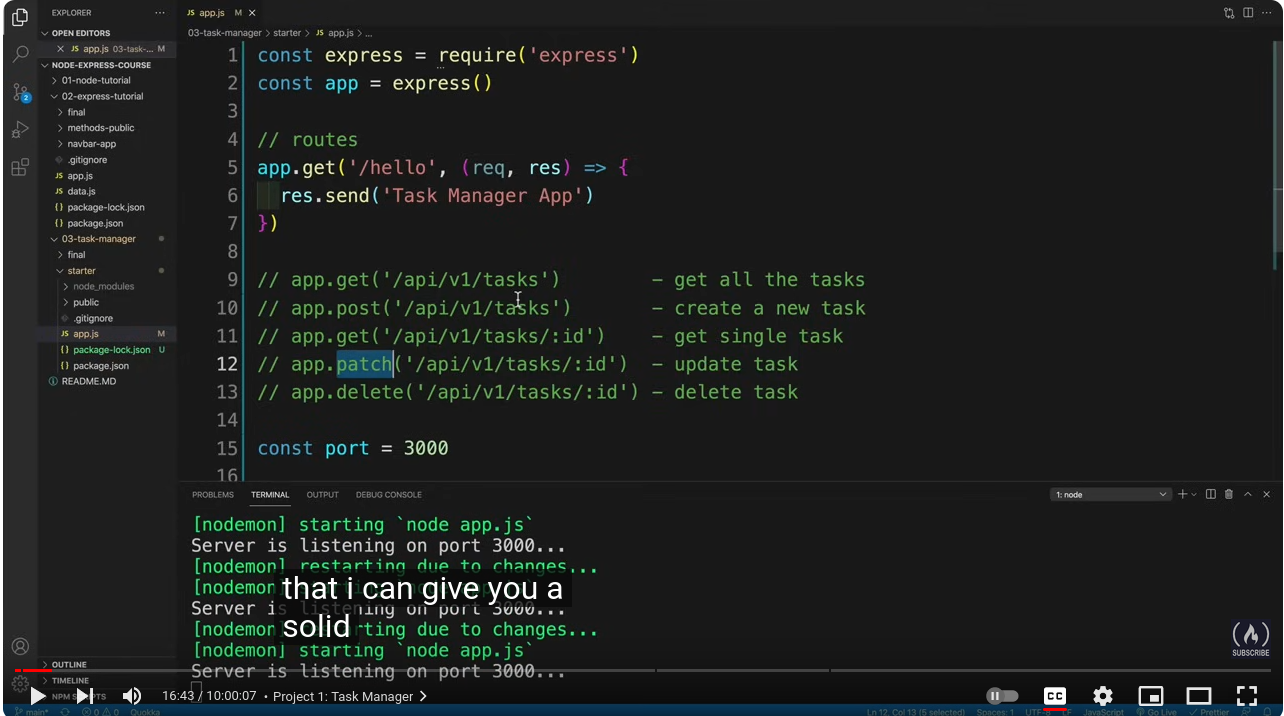 EXPLORER
OPEN EDITORS
JS app.js 03-task-... M
NODE-EXPRESS-COURSE
01-node-tutorial
02-express-tutorial
final
methods-public
navbar-app
.gitignore
JS app.js
JS data.js
{} package-lock.json
{} package.json
03-task-manager
final
starter
node_modules
public
.gitignore
JS app.js M
{} package-lock.json U
{} package.json
README.MD
OUTLINE
TIMELINE
2
JS app.js M
03-task-manager > starter > JS app.js > ...
1 const express = require('express')
2 const app = express()
3
4 // routes
5 app.get('/hello', (req, res) => {
6 res.send('Task Manager App')
7 })
8
9 // app.get('/api/v1/tasks') - get all the tasks
10 // app.post('/api/v1/tasks') - create a new task
11 // app.get('/api/v1/tasks/:id') - get single task
12 // app.patch('/api/v1/tasks/:id') - update task
13 // app.delete('/api/v1/tasks/:id') - delete task
14
15 const port = 3000
16
PROBLEMS TERMINAL OUTPUT DEBUG CONSOLE 1: node
[nodemon] starting `node app.js`
Server is listening on port 3000...
[nodemon] restarting due to changes...
[nodemon
that i can give you a
Server is listening on port 3000...
solid
[nodemon rting due to changes...
[nodemon] starting `node app.js`
Server is listening on port 3000...
SUBSCRIBE
16:43 / 10:00:07 • Project 1: Task Manager >
CC
main* 0 0 Quokka
Ln 12, Col 13 (5 selected) Spaces: 1 UTF-8 LF JavaScript Go Live Prettier